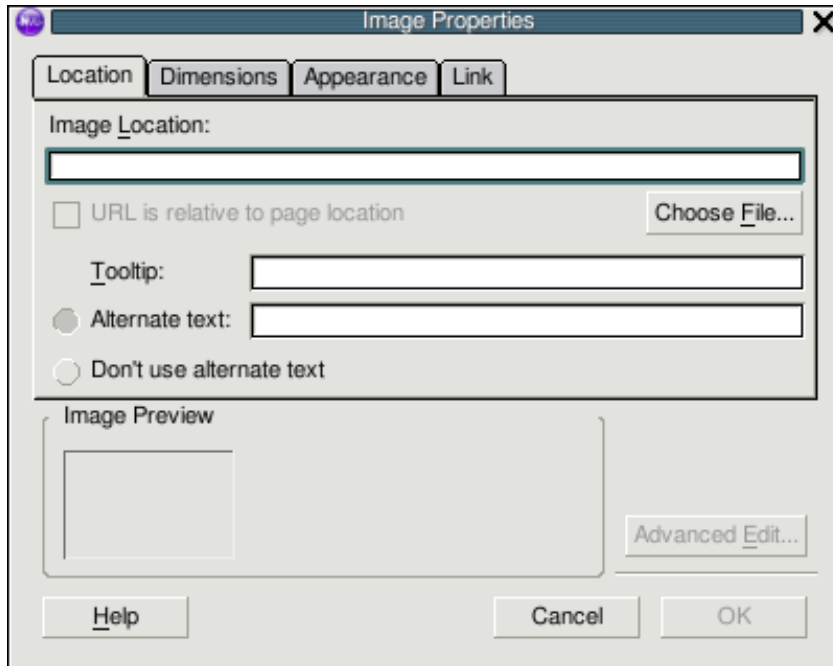 Image Properties
Location Dimensions Appearance Link
Image Location:
URL is relative to page location Choose File...
Tooltip:
Alternate text:
Don't use alternate text
Image Preview
Advanced Edit...
Help Cancel OK